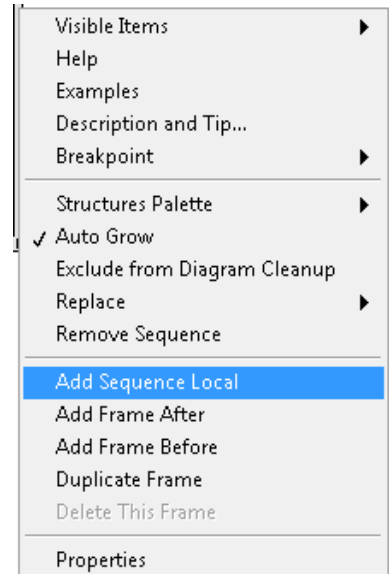 Visible Items
Help
Examples
Description and Tip...
Breakpoint
Structures Palette
Auto Grow
Exclude from Diagram Cleanup
Replace
Remove Sequence
Add Sequence Local
Add Frame After
Add Frame Before
Duplicate Frame
Delete This Frame
Properties